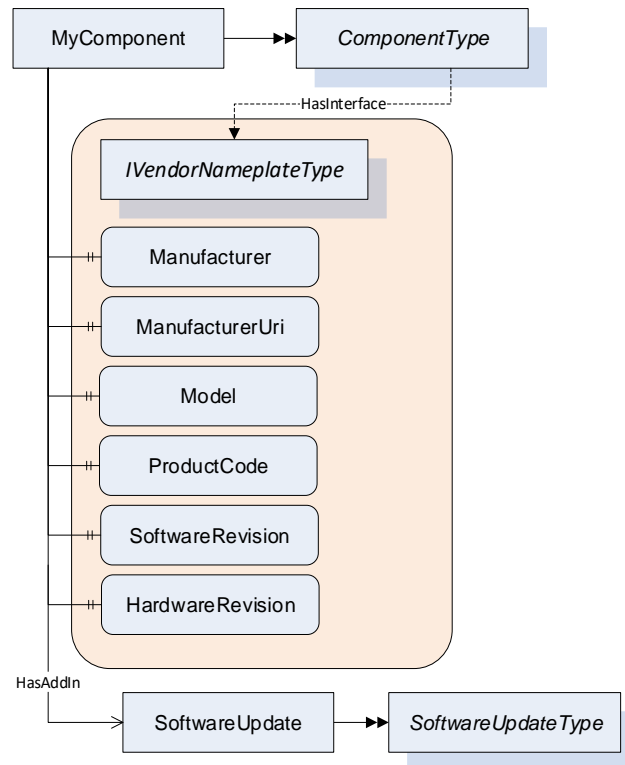 MyComponent
ComponentType
HasInterface
IVendorNameplateType
Manufacturer
ManufacturerUri
Model
ProductCode
SoftwareRevision
HardwareRevision
HasAddIn
SoftwareUpdate
SoftwareUpdateType